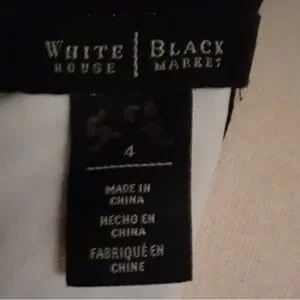 WHITE | BLACK
HOUSE | MARKET
4
MADE IN
CHINA
HECHO EN
CHINA
FABRIQUÉ EN
CHINE